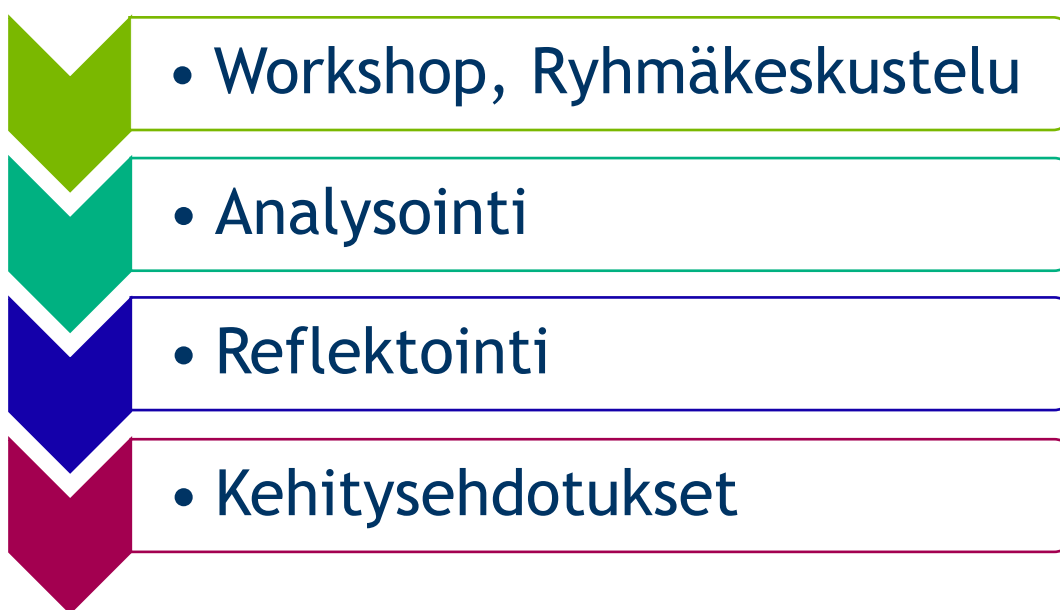 • Workshop, Ryhmäkeskustelu
• Analysointi
• Reflektointi
• Kehitysehdotukset